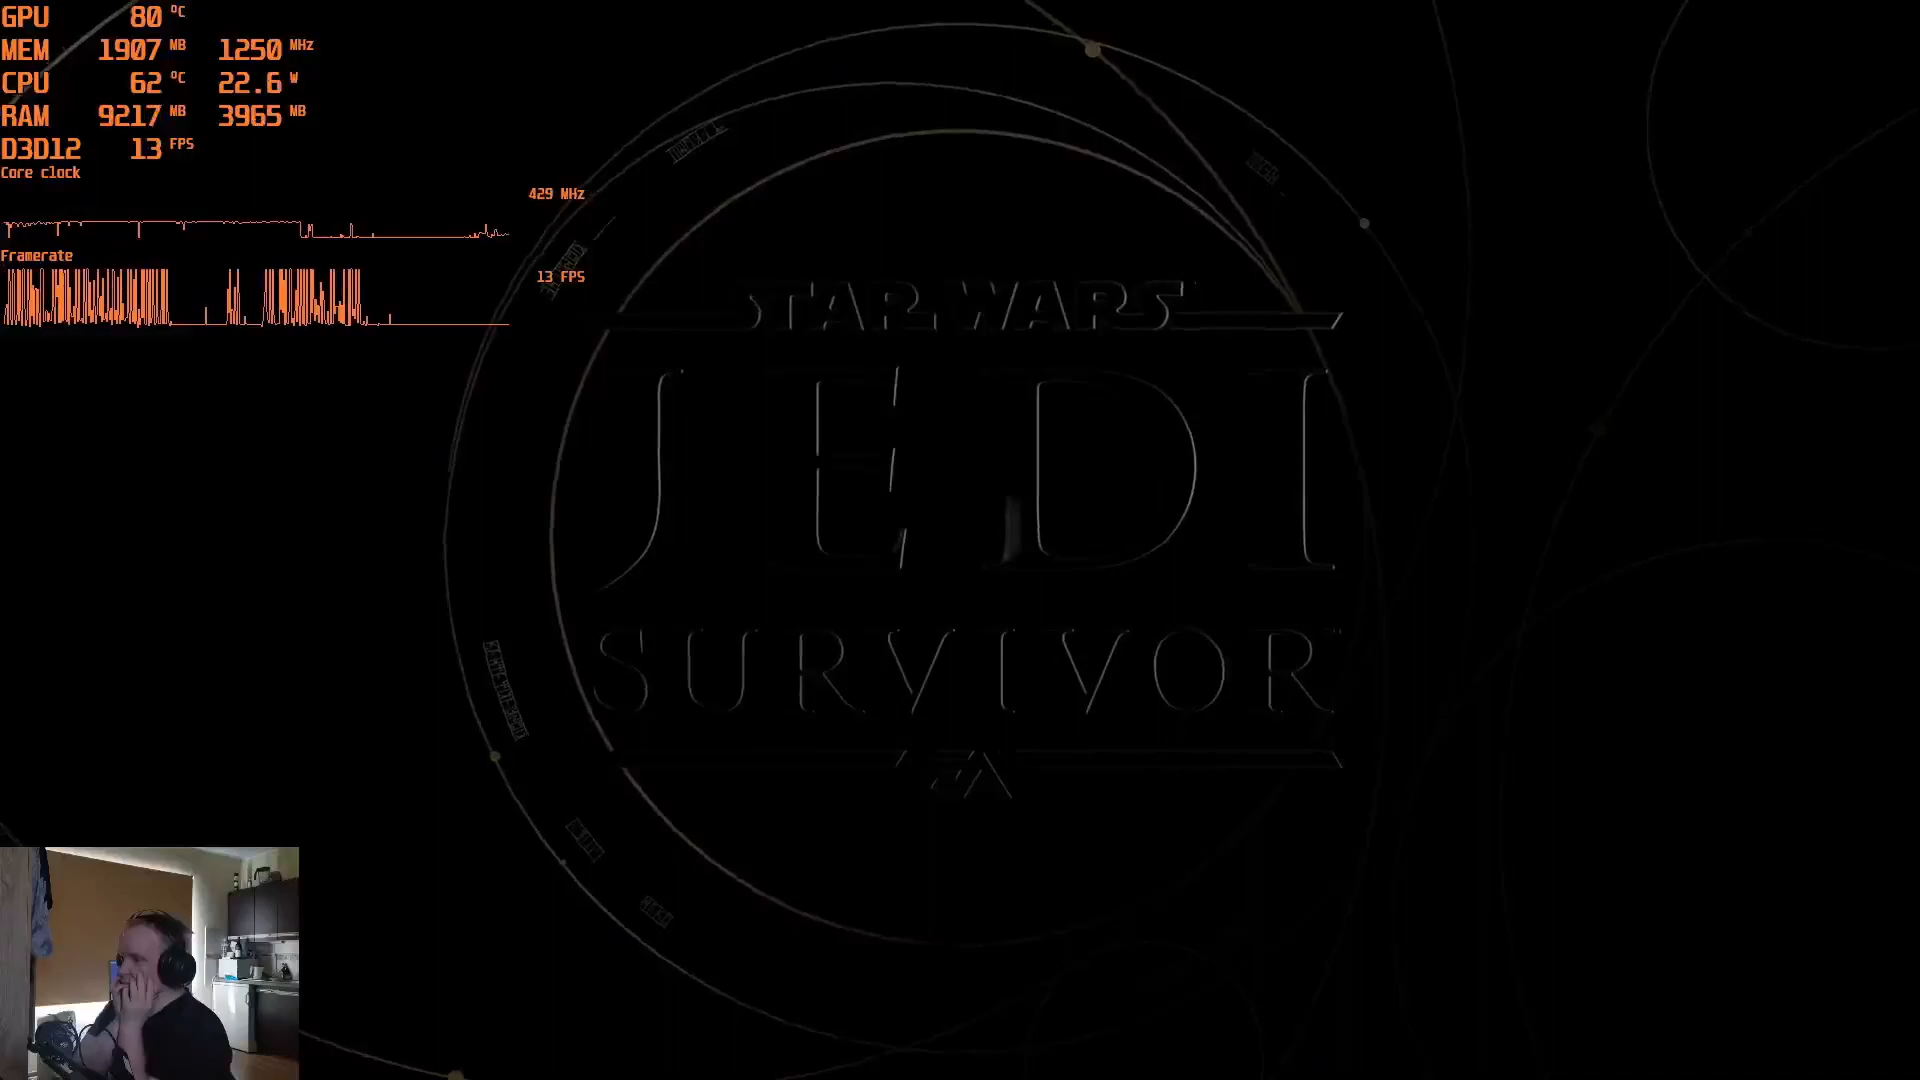 GPU 80 °C
MEM 1907 MB 1250 MHz
CPU 62 °C 22.6 W
RAM 9217 MB 3965 MB
D3D12 13 FPS
Core clock
429 MHz
Framerate
13 FPS
STAR WARS
JEDI
SURVIVOR
EA